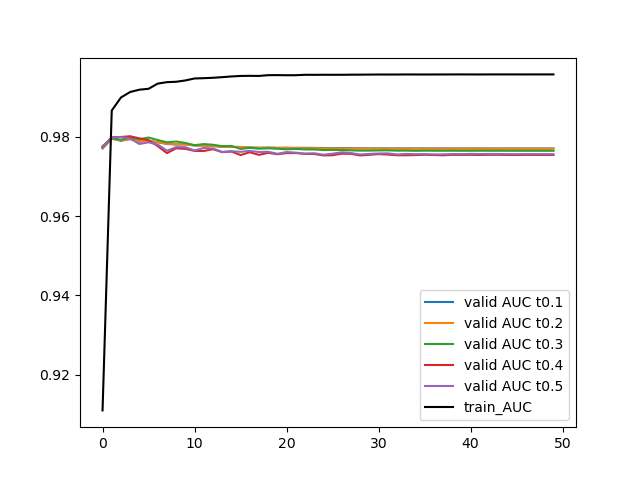 0.98
0.96
0.94
0.92
0 10 20 30 40 50
valid AUC t0.1
valid AUC t0.2
valid AUC t0.3
valid AUC t0.4
valid AUC t0.5
train_AUC